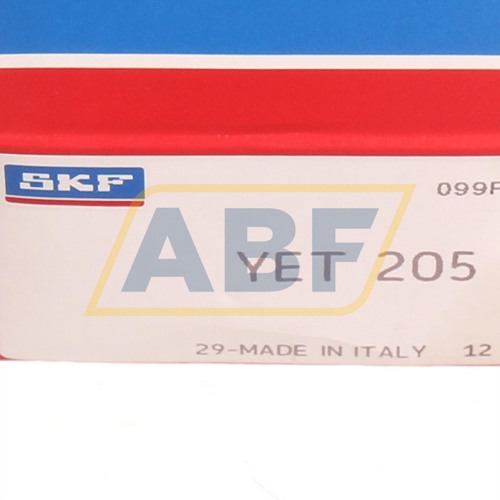 SKF
099F
ABF
YET 205
29-MADE IN ITALY 12